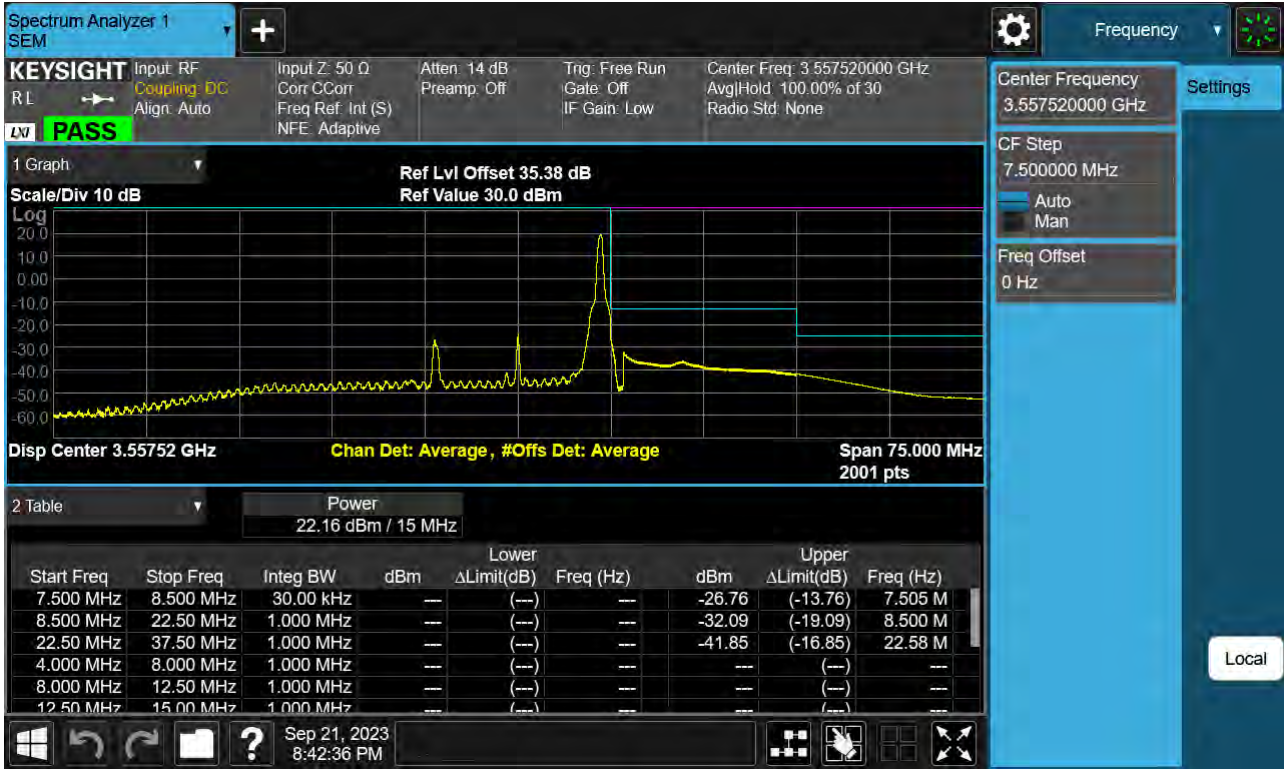 Spectrum Analyzer 1
SEM
Frequency
KEYSIGHT
RL
LXI
PASS
Input: RF
Coupling: DC
Align: Auto
Input Z: 50 Ω
Corr CCorr
Freq Ref: Int (S)
NFE: Adaptive
Atten: 14 dB
Preamp: Off
Trig: Free Run
Gate: Off
IF Gain: Low
Center Freq: 3.557520000 GHz
Avg|Hold: 100.00% of 30
Radio Std: None
Center Frequency
3.557520000 GHz
Settings
CF Step
7.500000 MHz
Auto
Man
Freq Offset
0 Hz
Local
1 Graph
Ref Lvl Offset 35.38 dB
Scale/Div 10 dB
Ref Value 30.0 dBm
Log
20.0
10.0
0.00
-10.0
-20.0
-30.0
-40.0
-50.0
-60.0
Disp Center 3.55752 GHz
Chan Det: Average, #Offs Det: Average
Span 75.000 MHz
2001 pts
2 Table
Power
22.16 dBm / 15 MHz
Lower Upper
Start Freq Stop Freq Integ BW dBm ΔLimit(dB) Freq (Hz) dBm ΔLimit(dB) Freq (Hz)
7.500 MHz 8.500 MHz 30.00 kHz --- (---) --- -26.76 (-13.76) 7.505 M
8.500 MHz 22.50 MHz 1.000 MHz --- (---) --- -32.09 (-19.09) 8.500 M
22.50 MHz 37.50 MHz 1.000 MHz --- (---) --- -41.85 (-16.85) 22.58 M
4.000 MHz 8.000 MHz 1.000 MHz --- (---) --- --- (---) ---
8.000 MHz 12.50 MHz 1.000 MHz --- (---) --- --- (---) ---
12.50 MHz 15.00 MHz 1.000 MHz --- (---) --- --- (---) ---
?
Sep 21, 2023
8:42:36 PM